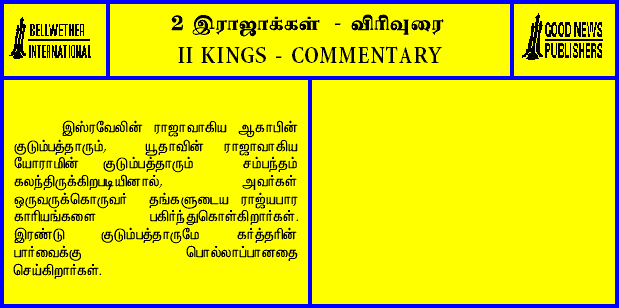 BELLWETHER
INTERNATIONAL
2 இராஜாக்கள் - விரிவுரை
II KINGS - COMMENTARY
GOOD NEWS
PUBLISHERS
இஸ்ரவேலின் ராஜாவாகிய ஆகாபின்
குடும்பத்தாரும், யூதாவின் ராஜாவாகிய
யோராமின் குடும்பத்தாரும் சம்பந்தம்
கலந்திருக்கிறபடியினால், அவர்கள்
ஒருவருக்கொருவர் தங்களுடைய ராஜ்யபார
காரியங்களை பகிர்ந்துகொள்கிறார்கள்.
இரண்டு குடும்பத்தாருமே கர்த்தரின்
பார்வைக்கு பொல்லாப்பானதை
செய்கிறார்கள்.